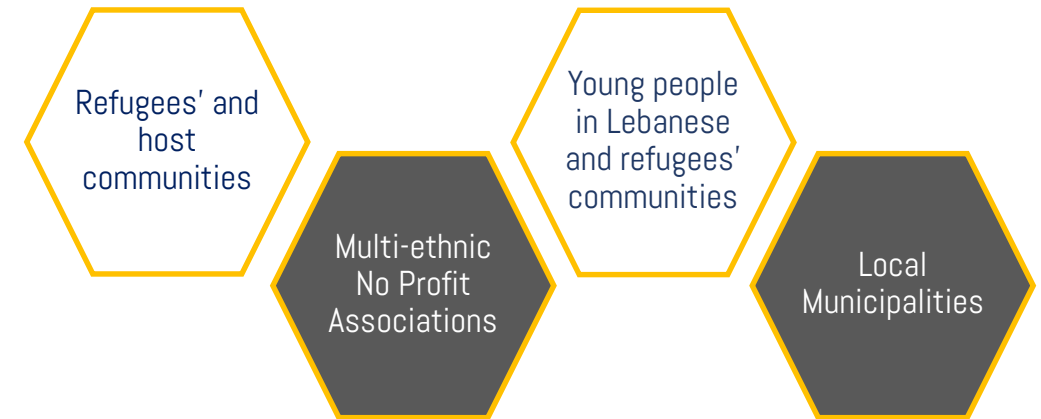 Refugees’ and
host
communities
Multi-ethnic
No Profit
Associations
Young people
in Lebanese
and refugees’
communities
Local
Municipalities